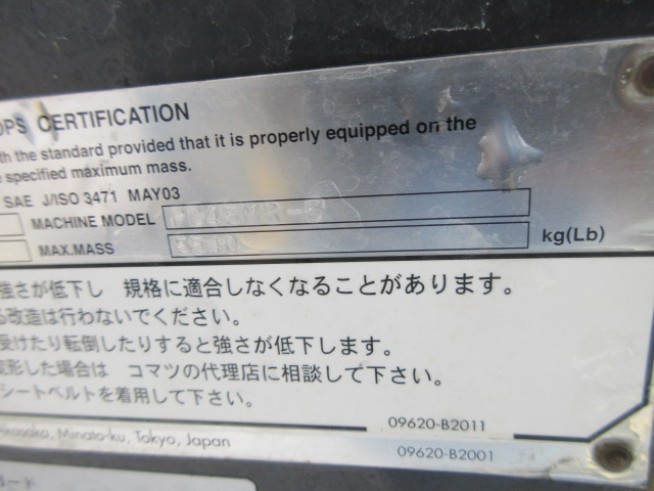 OPS CERTIFICATION
th the standard provided that it is properly equipped on the
specified maximum mass.
SAE J/ISO 3471 MAY03
MACHINE MODEL
MAX.MASS kg(Lb)
強さが低下し 規格に適合しなくなることがあります。
改造は行わないでください。
受けたり転倒したりすると強さが低下します。
変形した場合は コマツの代理店に相談して下さい。
シートベルトを着用して下さい。
09620-B2011
Akasaka, Minato-ku, Tokyo, Japan
09620-B2001